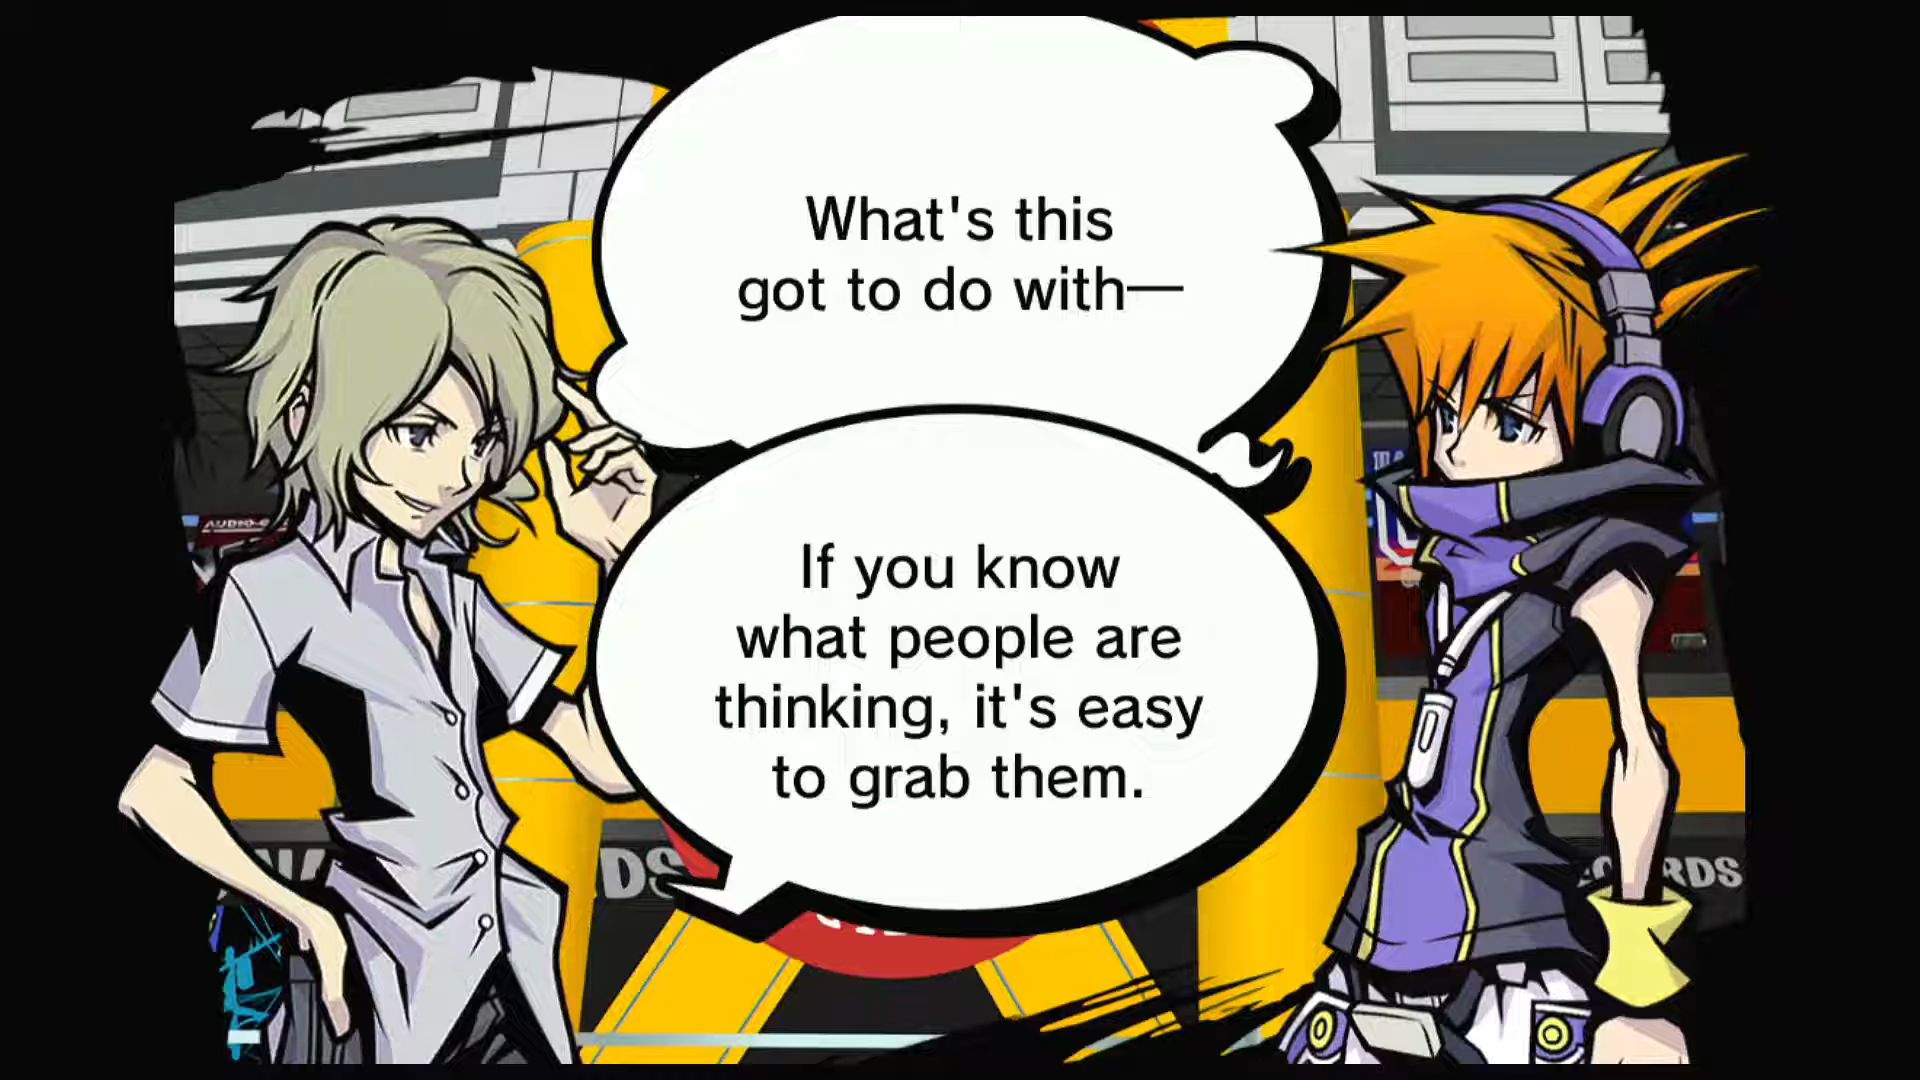 What's this
got to do with—
If you know
what people are
thinking, it's easy
to grab them.